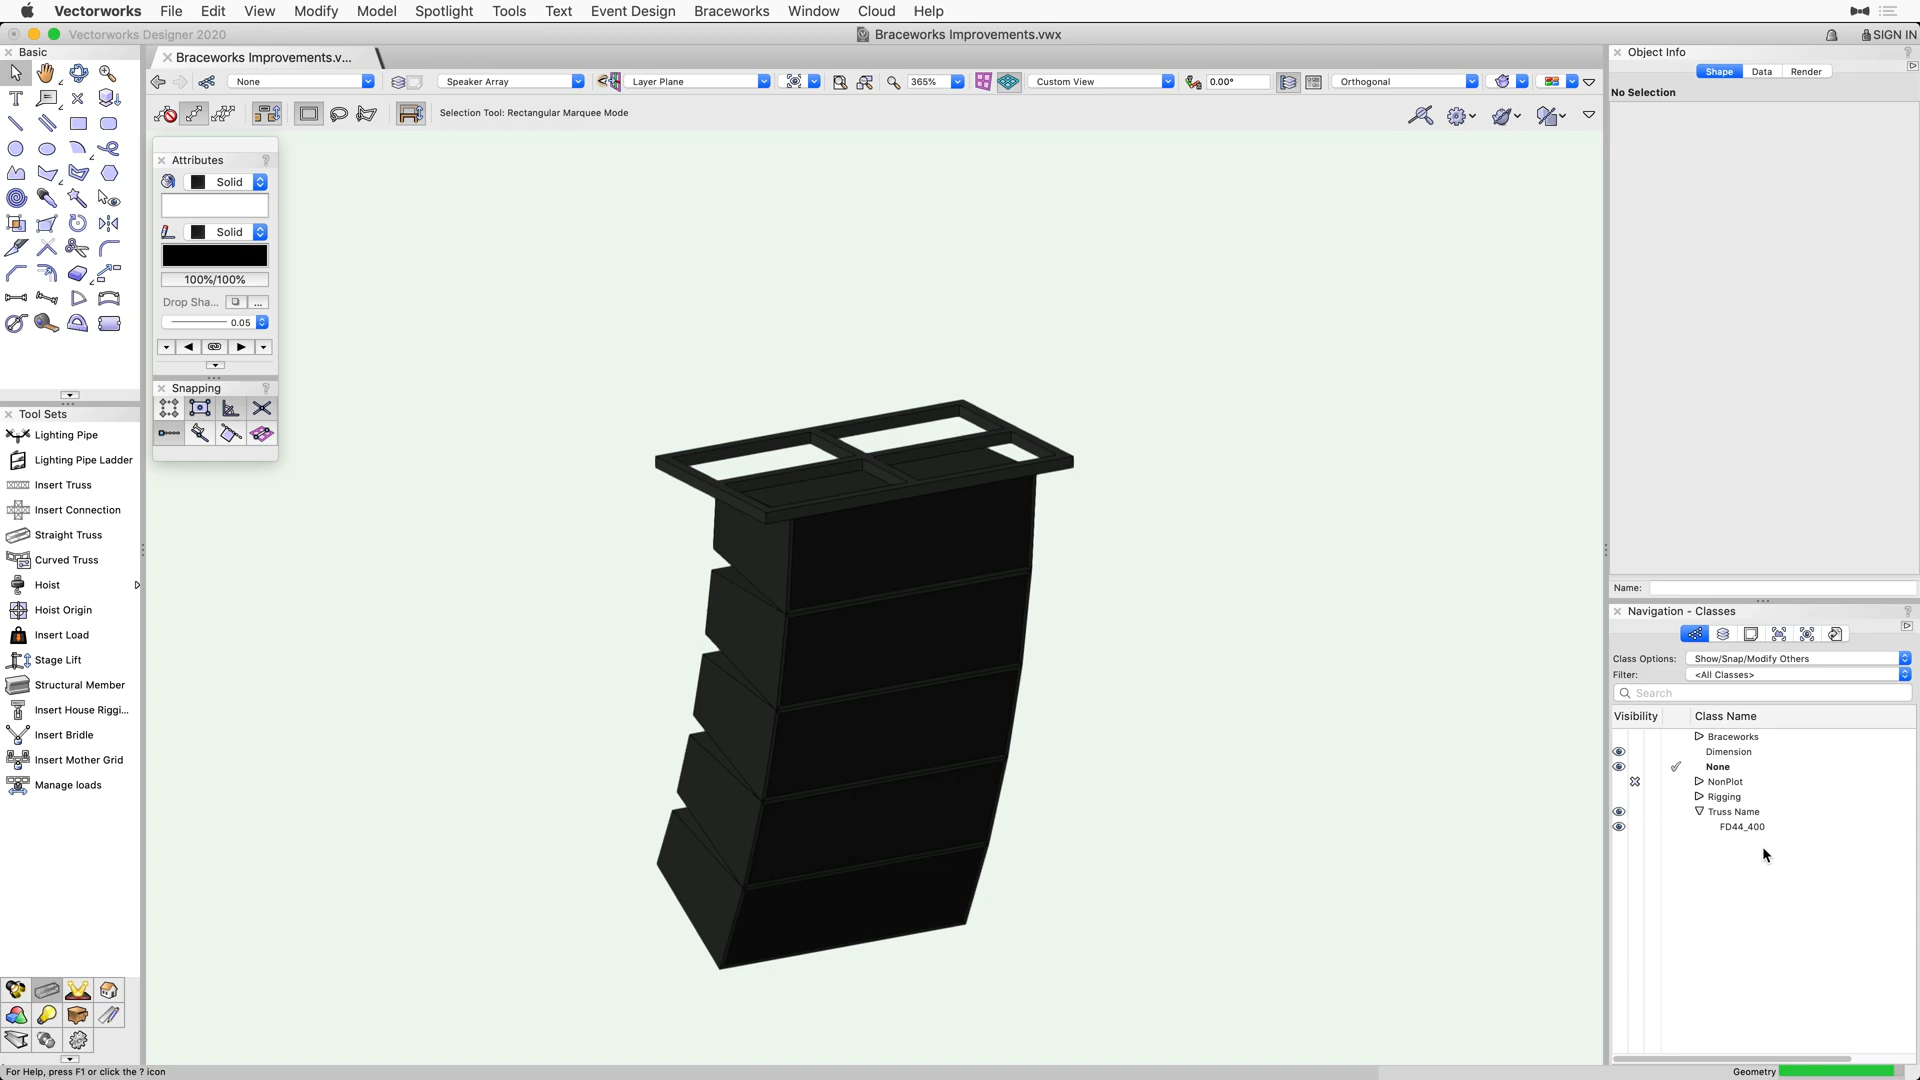 Vectorworks File Edit View Modify Model Spotlight Tools Text Event Design Braceworks Window Cloud Help
Vectorworks Designer 2020
Braceworks Improvements.vwx
SIGN IN
Basic
Braceworks Improvements.v...
None
Speaker Array
Layer Plane
365%
Custom View
0.00°
Orthogonal
Selection Tool: Rectangular Marquee Mode
Attributes
?
Solid
Solid
100%/100%
Drop Sha...
...
0.05
Snapping
?
Tool Sets
Lighting Pipe
Lighting Pipe Ladder
Insert Truss
Insert Connection
Straight Truss
Curved Truss
Hoist
Hoist Origin
Insert Load
Stage Lift
Structural Member
Insert House Riggi...
Insert Bridle
Insert Mother Grid
Manage loads
For Help, press F1 or click the ? icon
Object Info
?
Shape Data Render
No Selection
Name:
Navigation - Classes
?
Class Options: Show/Snap/Modify Others
Filter: <All Classes>
Search
Visibility Class Name
Braceworks
Dimension
None
NonPlot
Rigging
Truss Name
FD44_400
Geometry